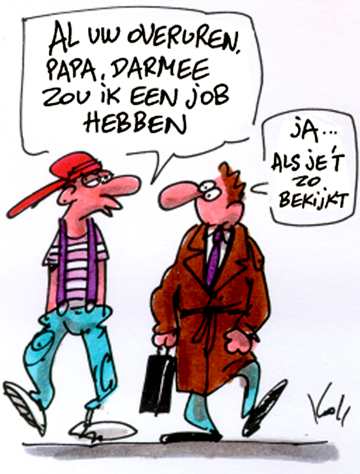 AL UW OVERUREN,
PAPA, DARMEE
ZOU IK EEN JOB
HEBBEN
JA...
ALS JE'T
ZO
BEKIJKT